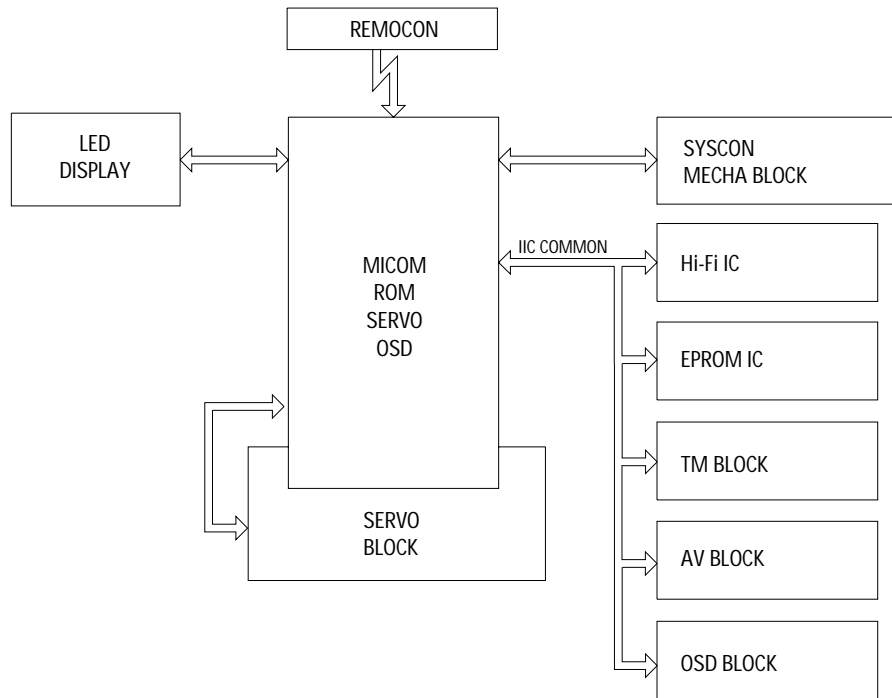 REMOCON
LED
DISPLAY
SYSCON
MECHA BLOCK
MICOM
ROM
SERVO
OSD
IIC COMMON
Hi-Fi IC
EPROM IC
TM BLOCK
SERVO
BLOCK
AV BLOCK
OSD BLOCK